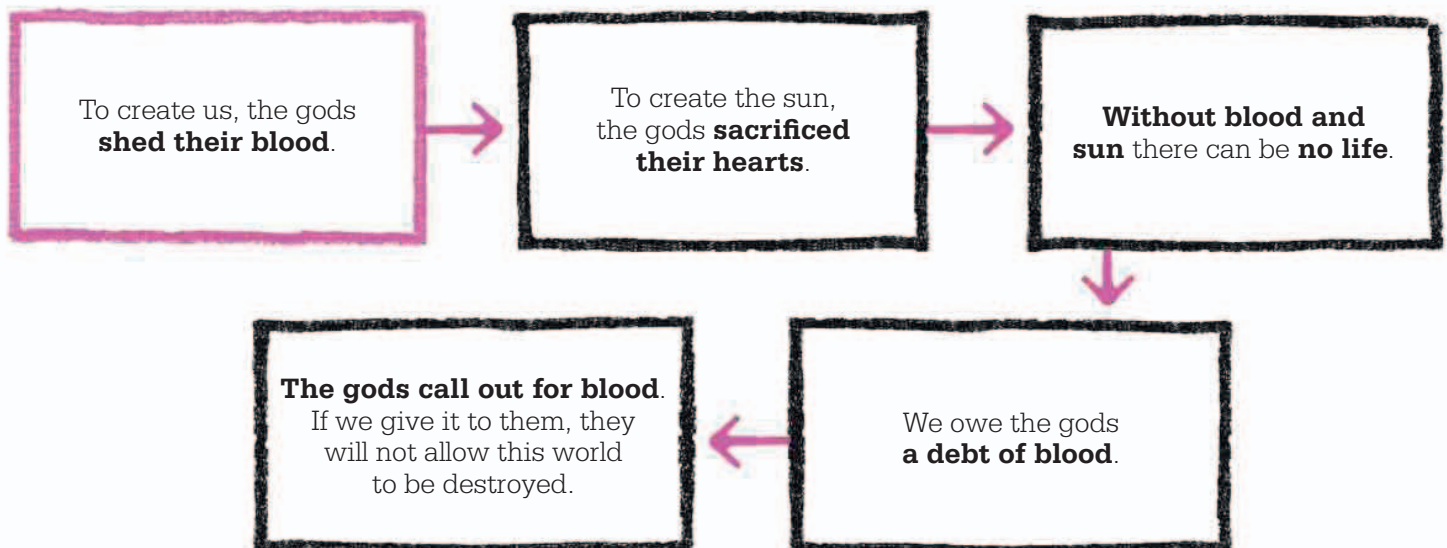 To create us, the gods
shed their blood.
To create the sun,
the gods sacrificed
their hearts.
Without blood and
sun there can be no life.
We owe the gods
a debt of blood.
The gods call out for blood.
If we give it to them, they
will not allow this world
to be destroyed.